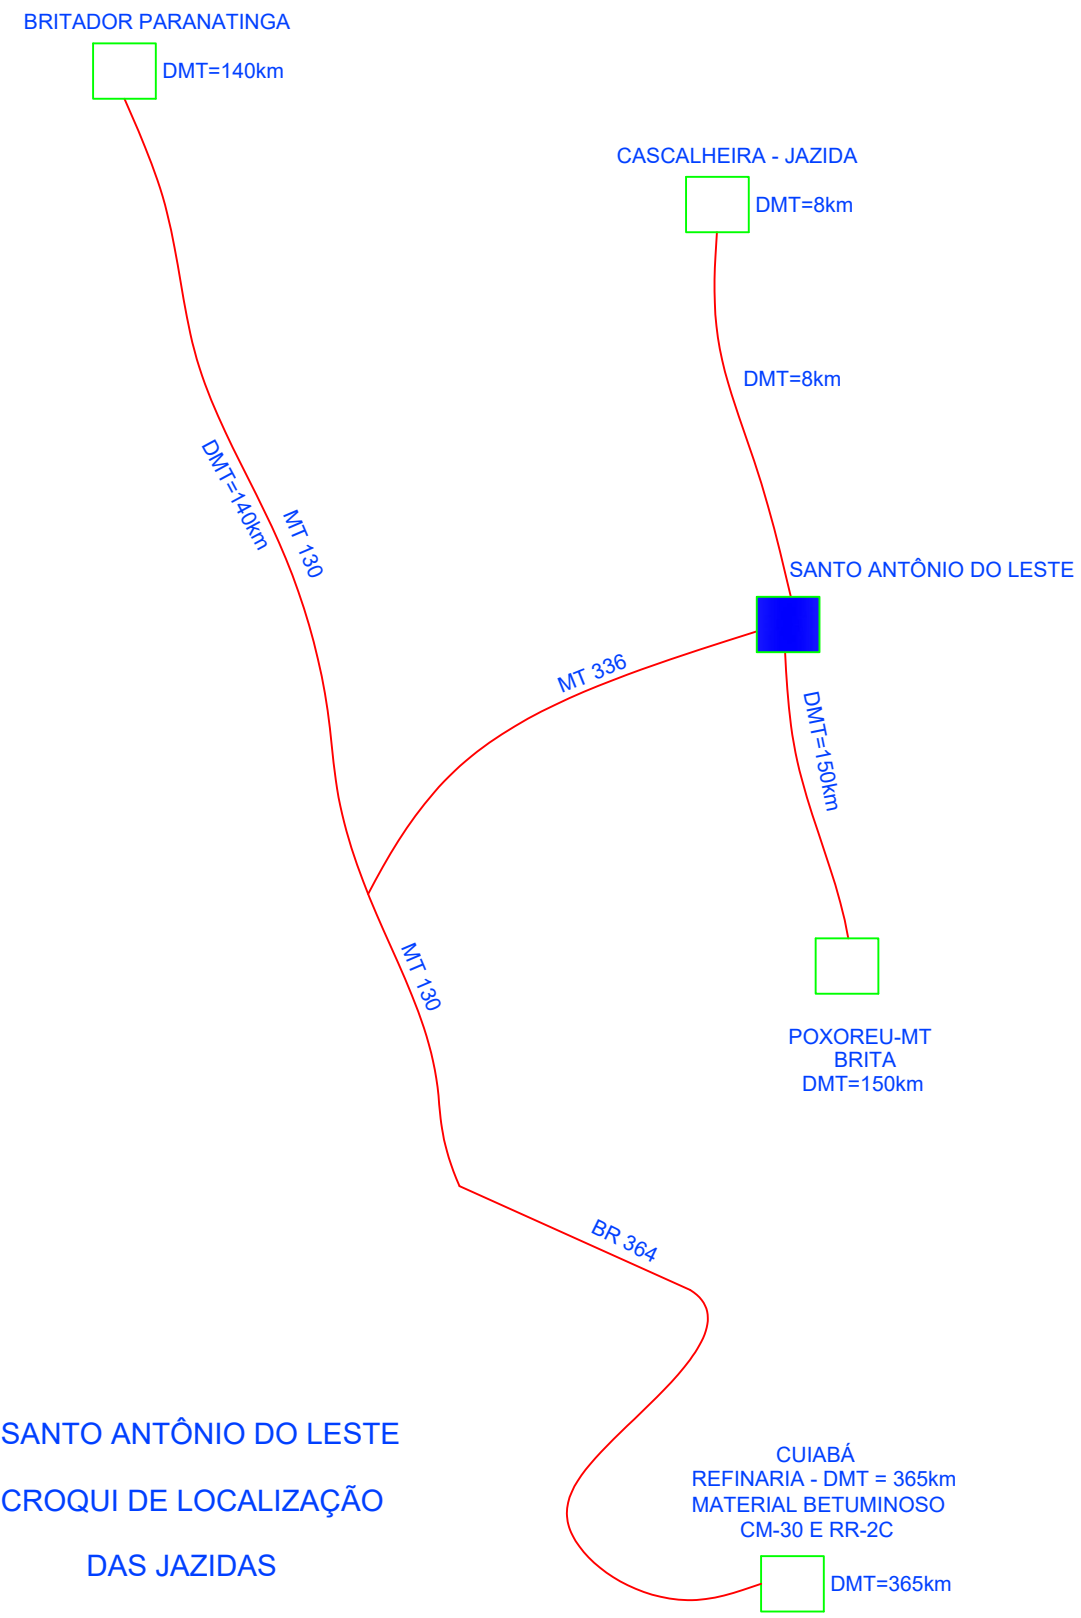 BRITADOR PARANATINGA
DMT=140km
CASCALHEIRA - JAZIDA
DMT=8km
DMT=8km
DMT=140km
MT 130
SANTO ANTÔNIO DO LESTE
MT 336
DMT=150km
MT 130
POXOREU-MT
BRITA
DMT=150km
BR 364
SANTO ANTÔNIO DO LESTE
CROQUI DE LOCALIZAÇÃO
DAS JAZIDAS
CUIABÁ
REFINARIA - DMT = 365km
MATERIAL BETUMINOSO
CM-30 E RR-2C
DMT=365km